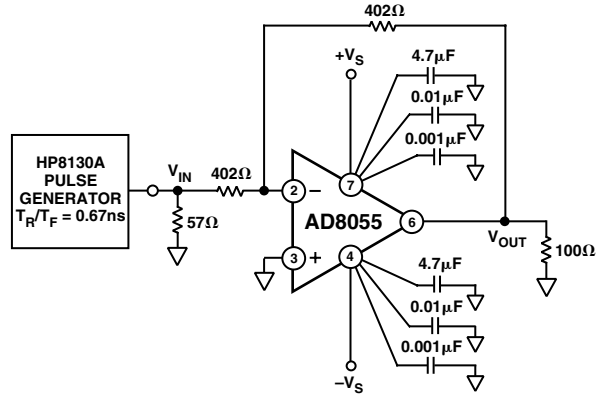 402Ω
+VS
4.7µF
0.01µF
0.001µF
HP8130A
PULSE
GENERATOR
TR/TF = 0.67ns
VIN
402Ω
57Ω
2
−
7
AD8055
6
3
+
4
VOUT
100Ω
4.7µF
0.01µF
0.001µF
−VS